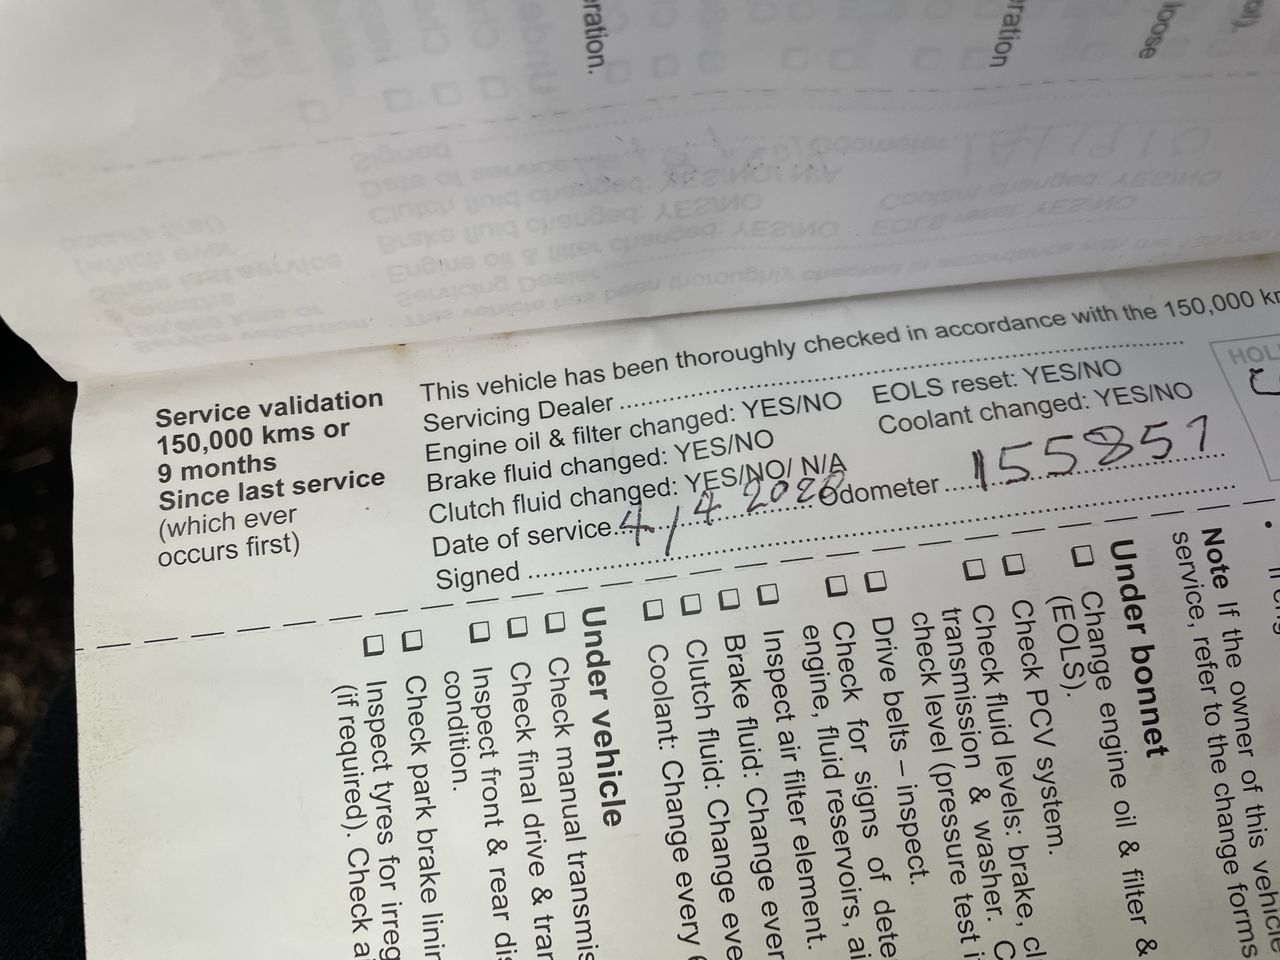 eration.
eration
loose
Service validation
150,000 kms or
9 months
Since last service
(which ever
occurs first)
This vehicle has been thoroughly checked in accordance with the 150,000
Servicing Dealer
Engine oil & filter changed: YES/NO EOLS reset: YES/NO
Brake fluid changed: YES/NO Coolant changed: YES/NO
Clutch fluid changed: YES/NO/ N/A
Date of service 4/4 2020 Odometer 155857
Signed
Note If the owner of this vehicle
service, refer to the change forms
Under bonnet
Change engine oil & filter &
(EOLS).
Check PCV system.
Check fluid levels: brake, cl
transmission & washer. C
check level (pressure test i
Drive belts – inspect.
Check for signs of dete
engine, fluid reservoirs, ai
Inspect air filter element.
Brake fluid: Change ever
Clutch fluid: Change eve
Coolant: Change every
Under vehicle
Check manual transmis
Check final drive & tran
Inspect front & rear dis
condition.
Check park brake linin
Inspect tyres for irreg
(if required). Check a